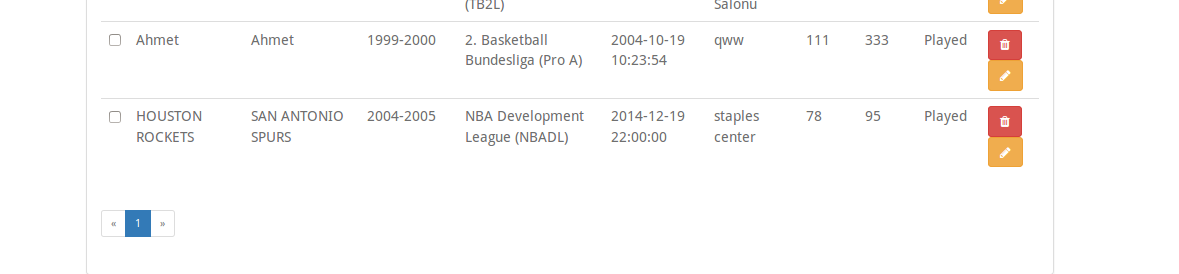 (TB2L) Salonu
Ahmet Ahmet 1999-2000 2. Basketball 2004-10-19 qww 111 333 Played
Bundesliga (Pro A) 10:23:54
HOUSTON SAN ANTONIO 2004-2005 NBA Development 2014-12-19 staples 78 95 Played
ROCKETS SPURS League (NBADL) 22:00:00 center
« 1 »